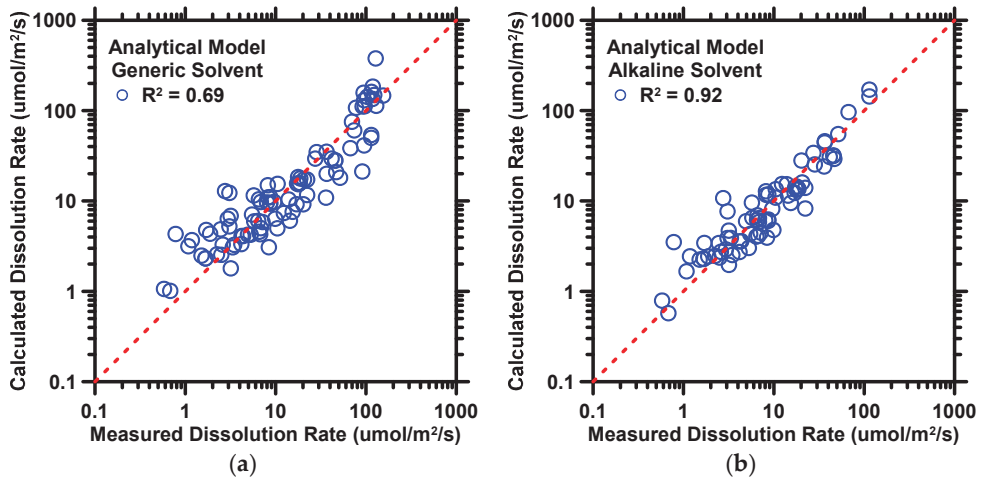 1000
100
10
1
0.1
Calculated Dissolution Rate (umol/m²/s)
Analytical Model
Generic Solvent
R² = 0.69
0.1 1 10 100 1000
Measured Dissolution Rate (umol/m²/s)
(a)
1000
100
10
1
0.1
Calculated Dissolution Rate (umol/m²/s)
Analytical Model
Alkaline Solvent
R² = 0.92
0.1 1 10 100 1000
Measured Dissolution Rate (umol/m²/s)
(b)